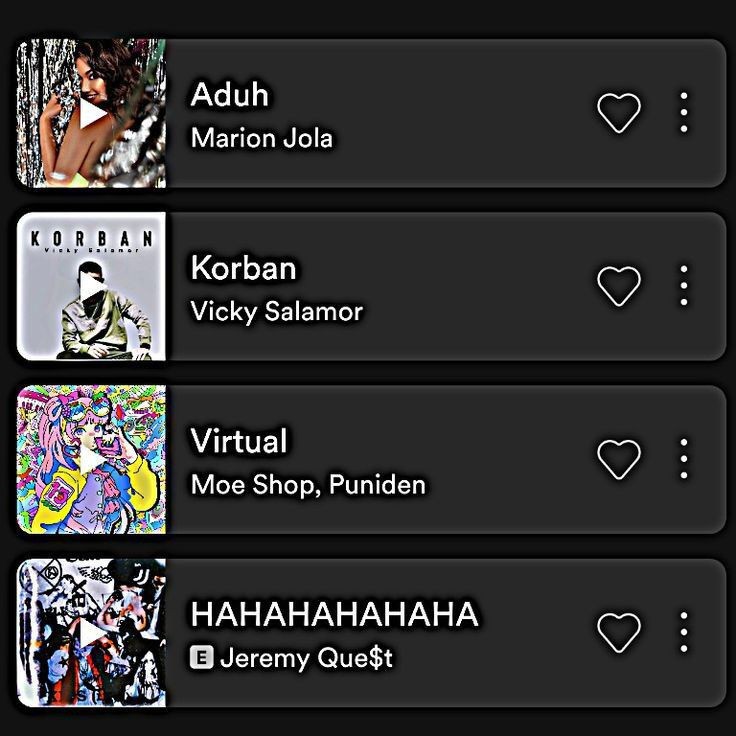 Aduh
Marion Jola
KORBAN
Vicky Salamor
Korban
Vicky Salamor
Virtual
Moe Shop, Puniden
HAHAHAHAHAHA
E Jeremy Que$t